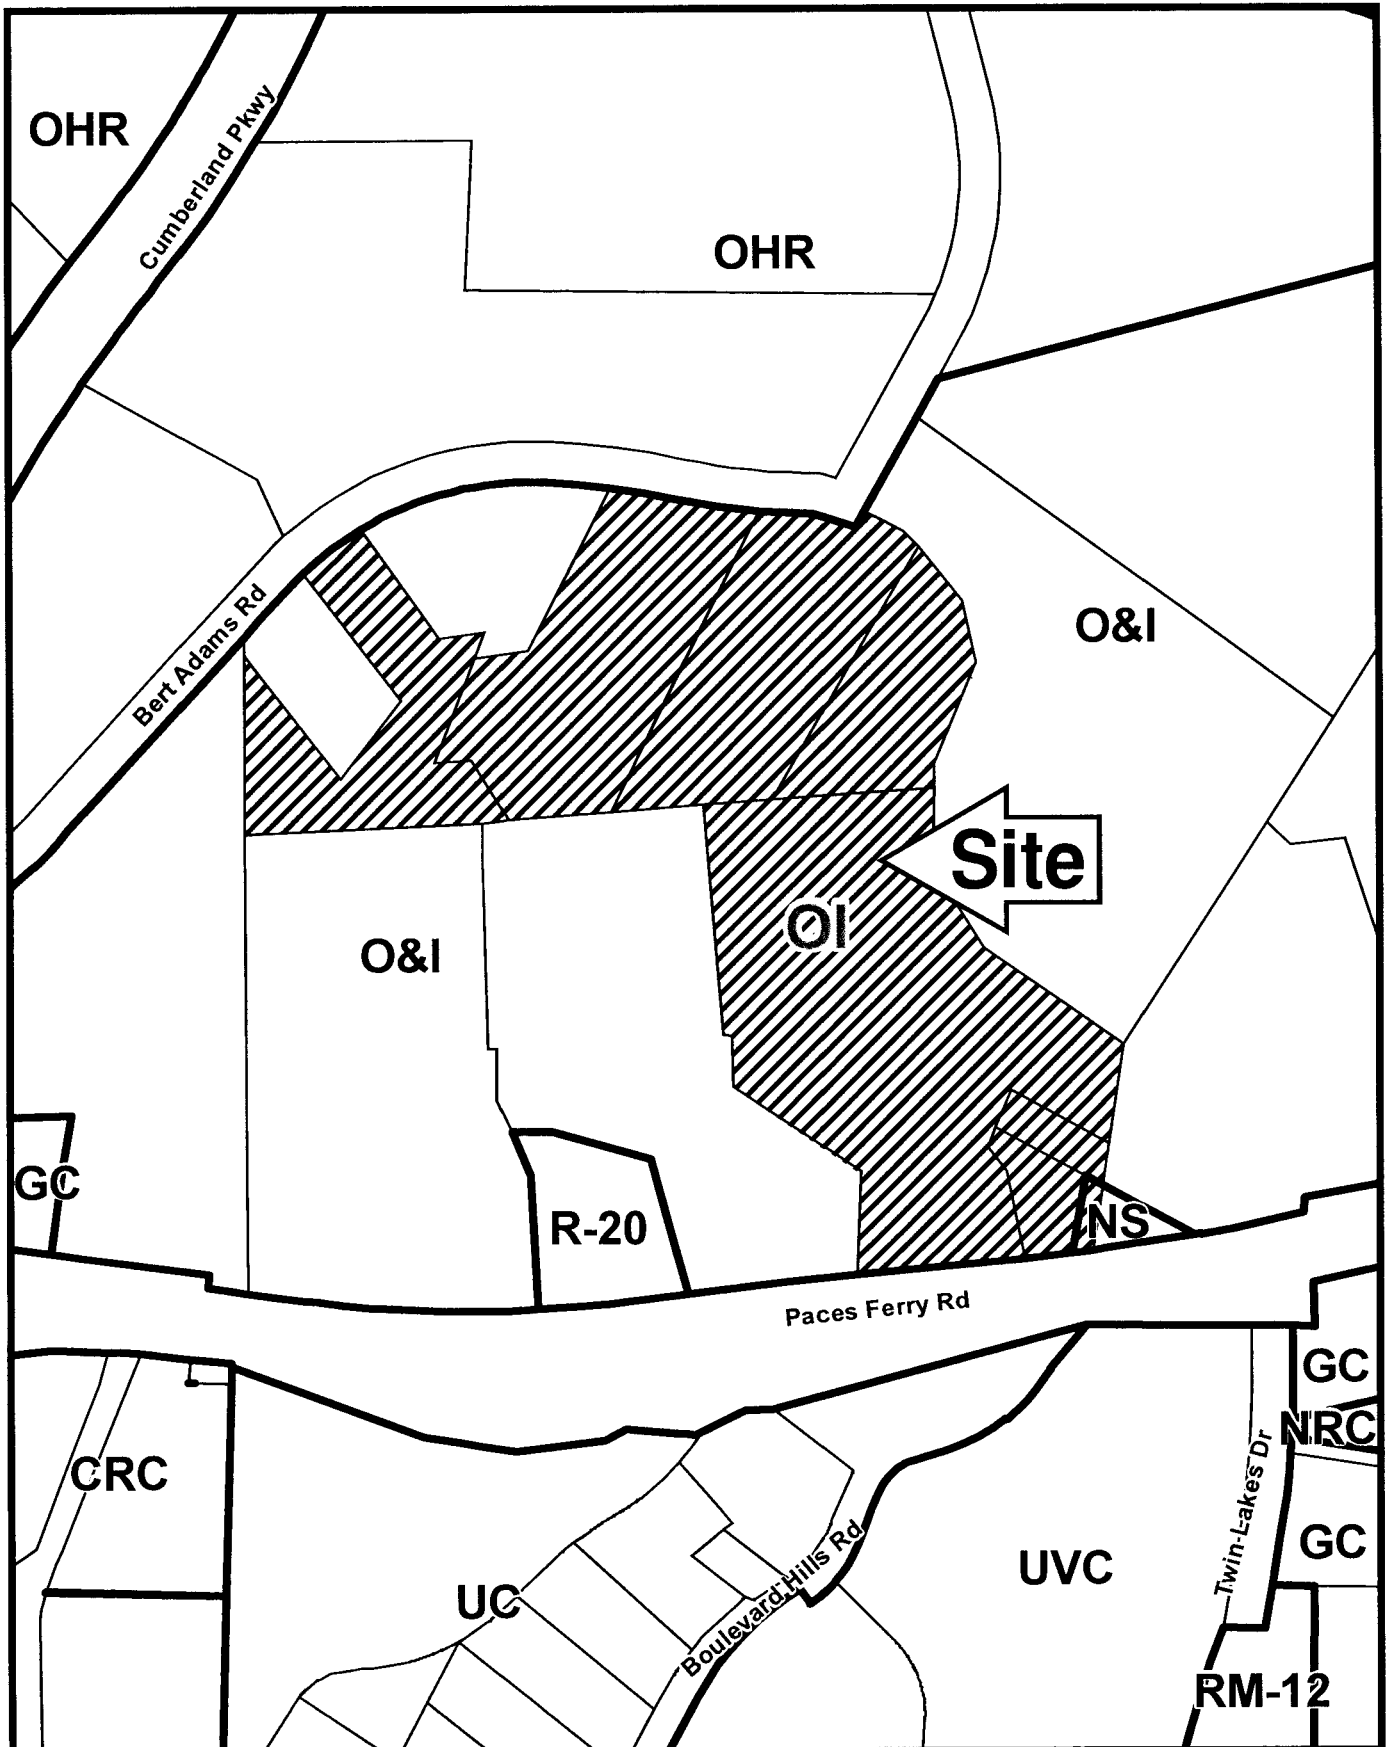 OHR
Cumberland Pkwy
OHR
Bert Adams Rd
O&I
Site
OI
O&I
GC
R-20
NS
Paces Ferry Rd
GC
NRC
CRC
Twin Lakes Dr
GC
UVC
UC
Boulevard Hills Rd
RM-12